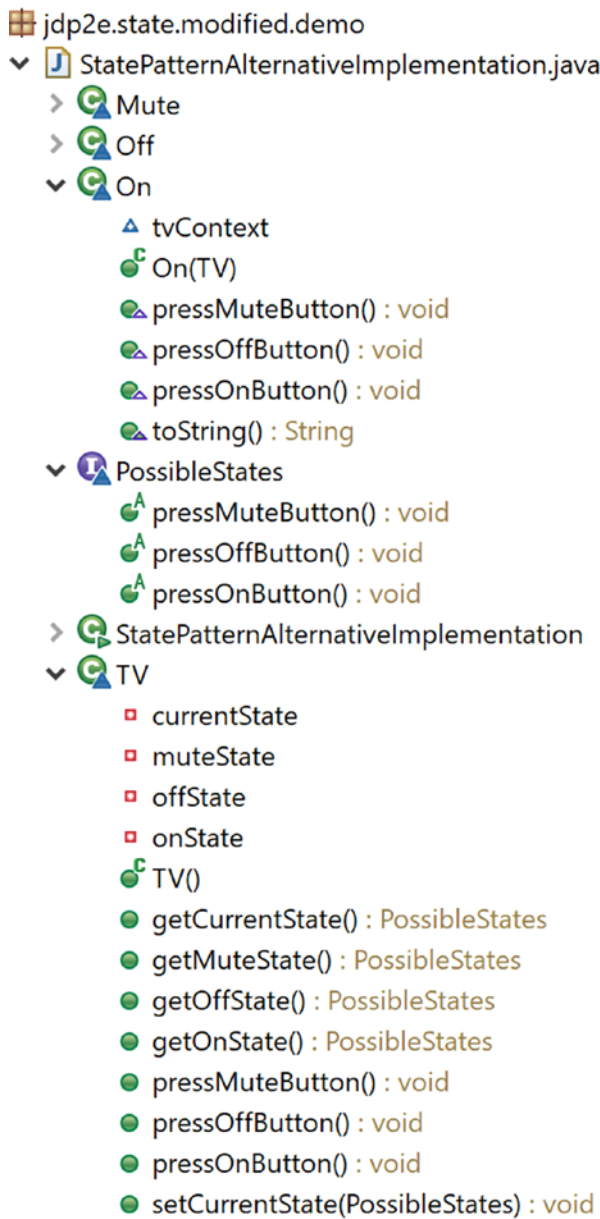 jdp2e.state.modified.demo
StatePatternAlternativeImplementation.java
Mute
Off
On
tvContext
On(TV)
pressMuteButton() : void
pressOffButton() : void
pressOnButton() : void
toString() : String
PossibleStates
pressMuteButton() : void
pressOffButton() : void
pressOnButton() : void
StatePatternAlternativeImplementation
TV
currentState
muteState
offState
onState
TV()
getCurrentState() : PossibleStates
getMuteState() : PossibleStates
getOffState() : PossibleStates
getOnState() : PossibleStates
pressMuteButton() : void
pressOffButton() : void
pressOnButton() : void
setCurrentState(PossibleStates) : void